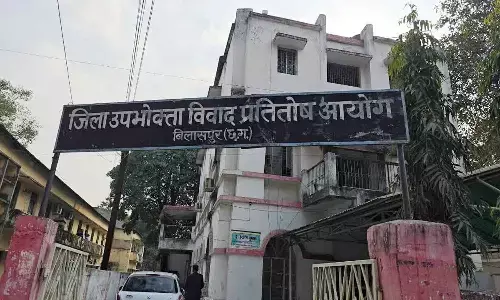 जिला उपभोक्ता विवाद प्रतितोष आयोग
बिलासपुर (छ.ग.)